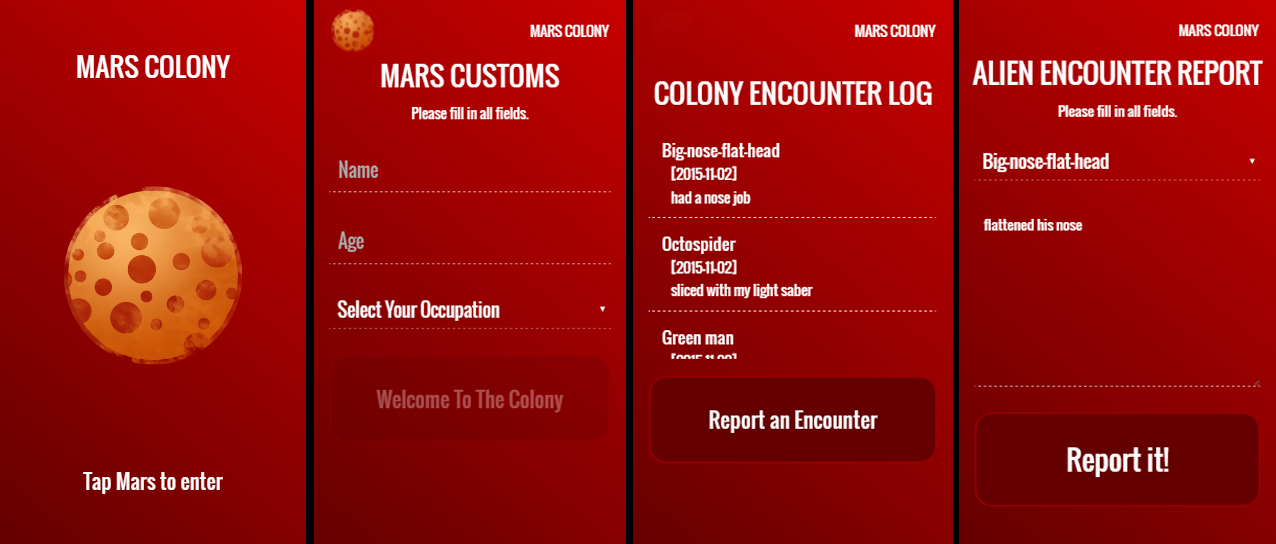 MARS COLONY
Tap Mars to enter
MARS COLONY
MARS CUSTOMS
Please fill in all fields.
Name
Age
Select Your Occupation
Welcome To The Colony
MARS COLONY
COLONY ENCOUNTER LOG
Big-nose-flat-head
[2015-11-02]
had a nose job
Octospider
[2015-11-02]
sliced with my light saber
Green man
Report an Encounter
MARS COLONY
ALIEN ENCOUNTER REPORT
Please fill in all fields.
Big-nose-flat-head
flattened his nose
Report it!